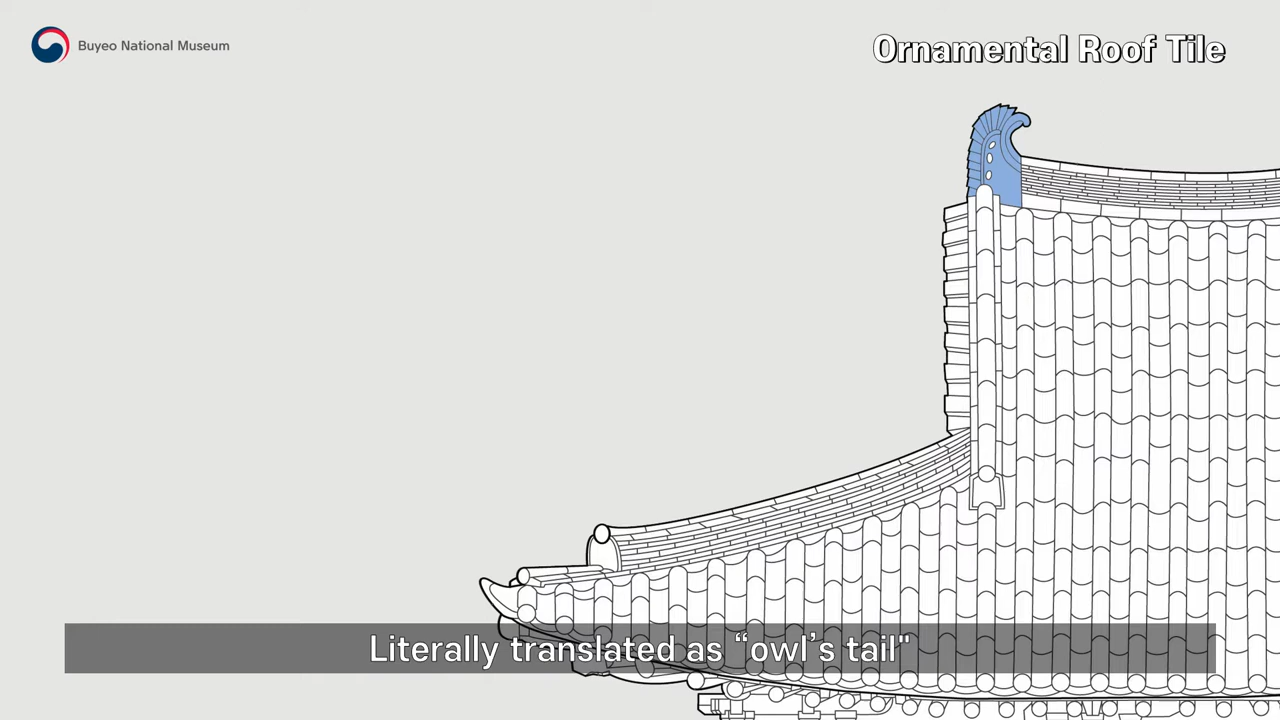 Buyeo National Museum
Ornamental Roof Tile
Literally translated as “owl’s tail"